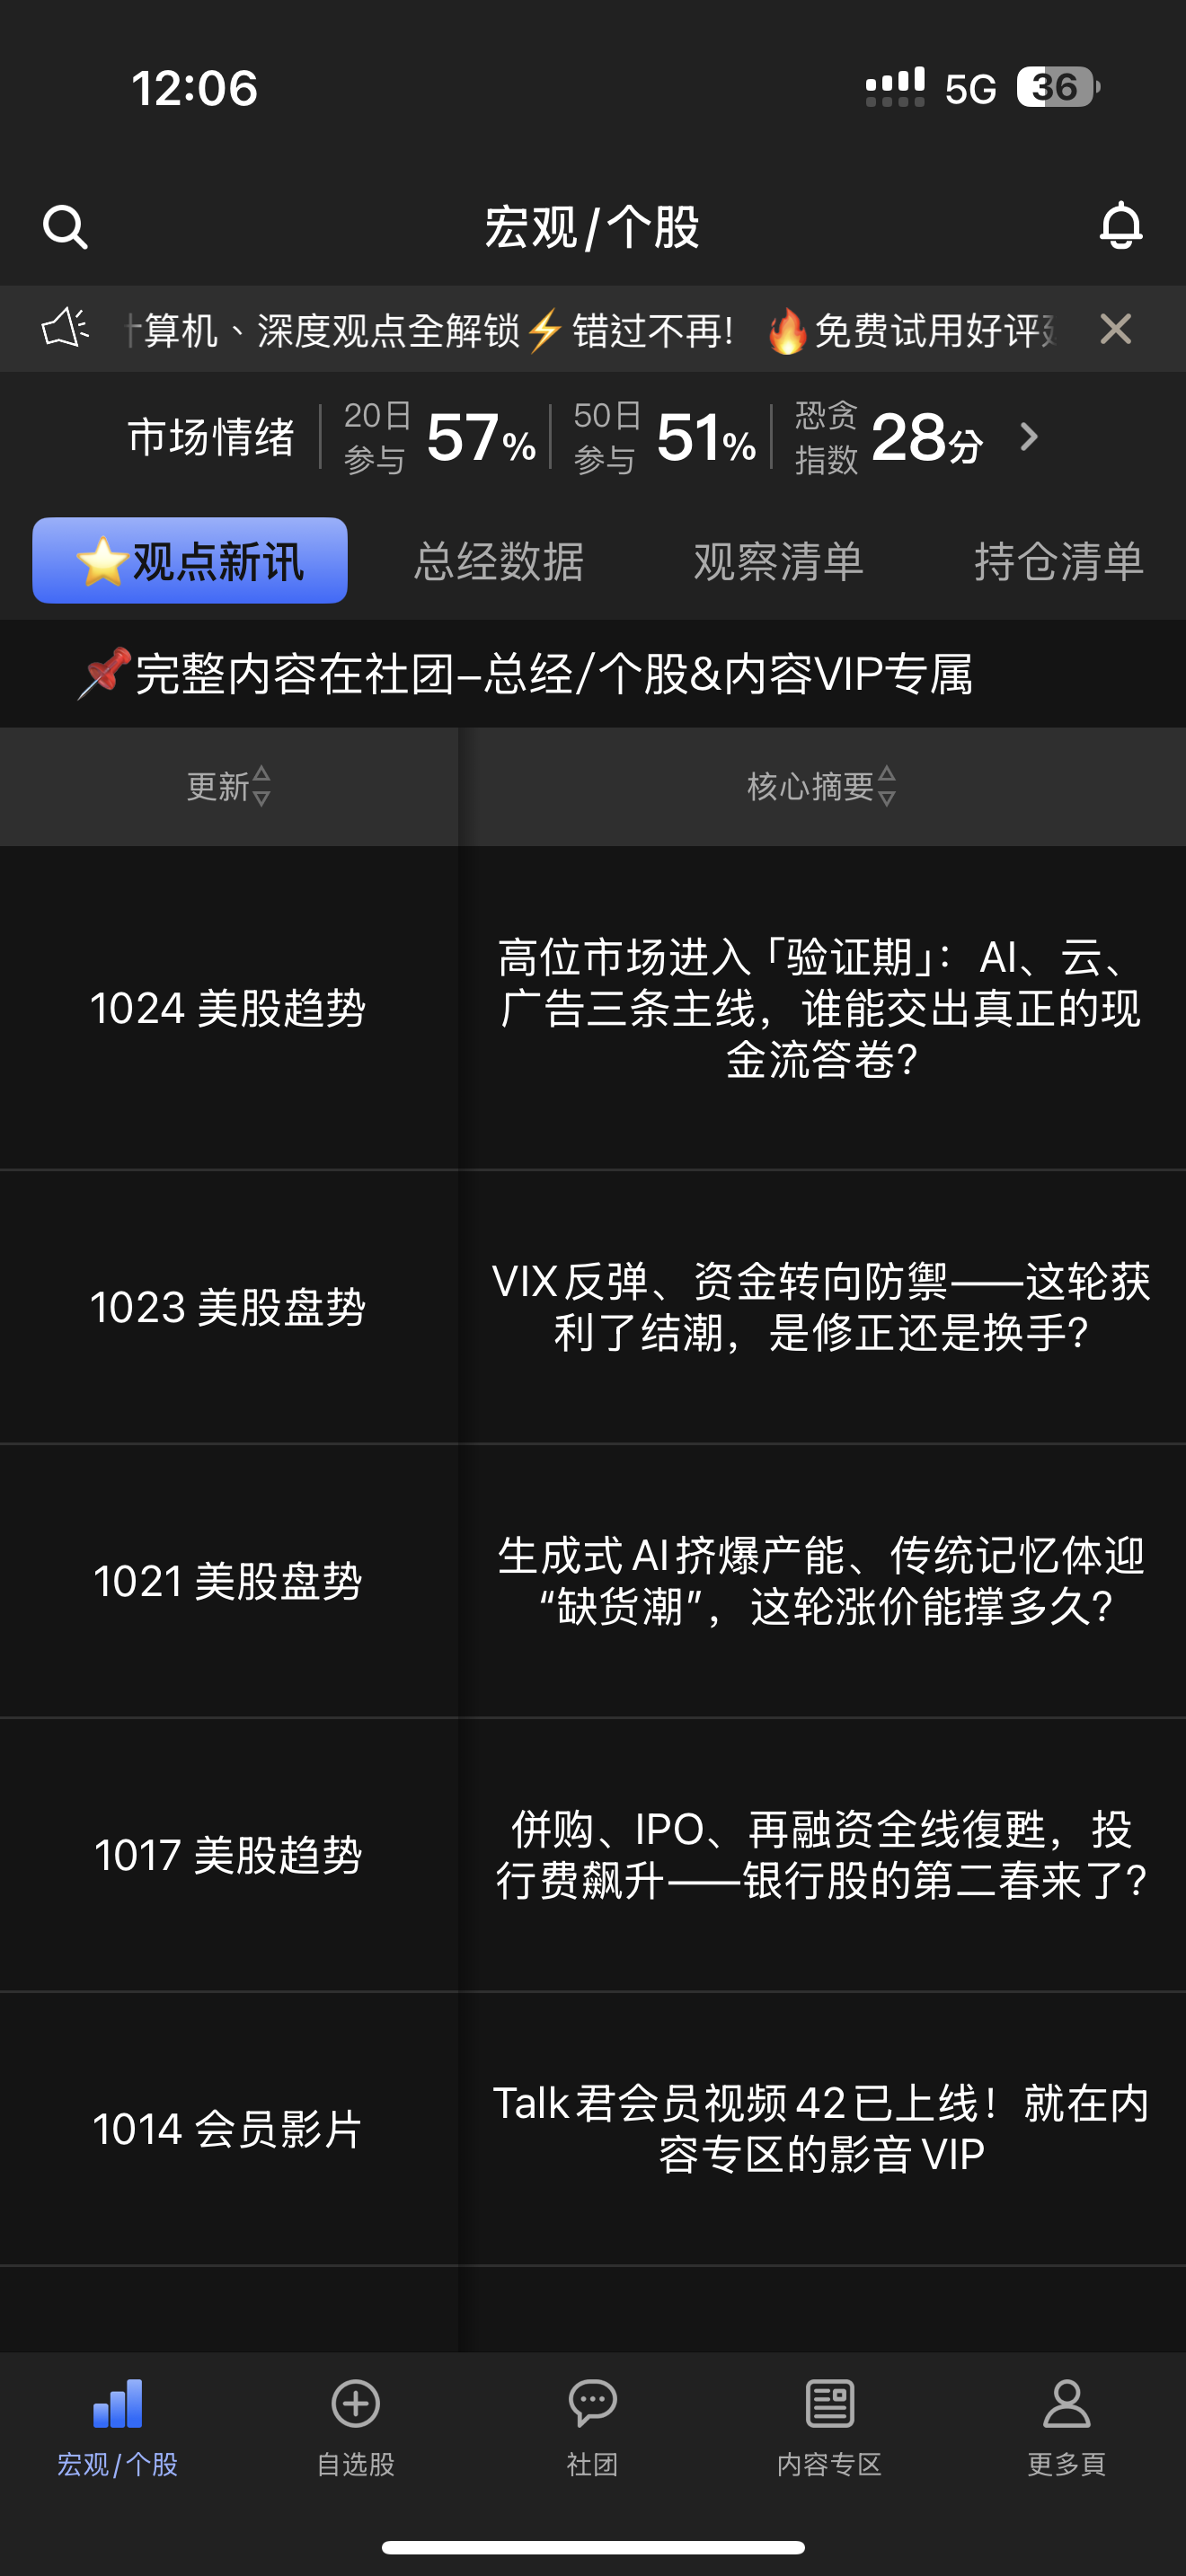 12:06 5G 36
宏观/个股
算机、深度观点全解锁⚡错过不再! 🔥免费试用好评
市场情绪 20日参与 57% 50日参与 51% 恐贪指数 28分
⭐观点新讯 总经数据 观察清单 持仓清单
📌完整内容在社团-总经/个股&内容VIP专属
更新 核心摘要
1024 美股趋势
高位市场进入「验证期」：AI、云、
广告三条主线，谁能交出真正的现
金流答卷?
1023 美股盘势
VIX反弹、资金转向防禦——这轮获
利了结潮，是修正还是换手?
1021 美股盘势
生成式 AI挤爆产能、传统记忆体迎
“缺货潮”，这轮涨价能撑多久?
1017 美股趋势
併购、IPO、再融资全线復甦，投
行费飙升——银行股的第二春来了?
1014 会员影片
Talk君会员视频 42已上线！就在内
容专区的影音 VIP
宏观/个股 自选股 社团 内容专区 更多頁